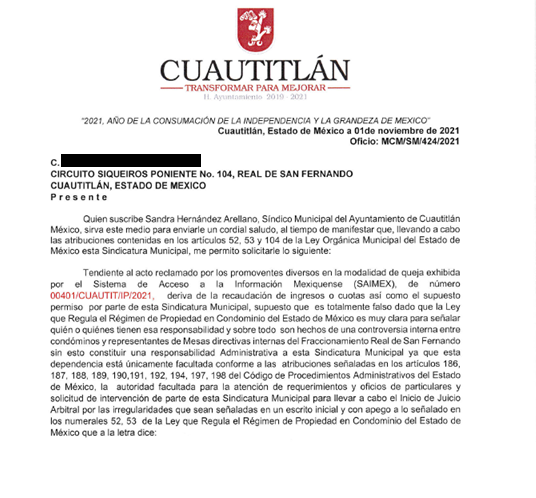 CUAUTITLÁN
TRANSFORMAR PARA MEJORAR
H. Ayuntamiento 2019 - 2021
"2021, AÑO DE LA CONSUMACIÓN DE LA INDEPENDENCIA Y LA GRANDEZA DE MEXICO"
Cuautitlán, Estado de México a 01de noviembre de 2021
Oficio: MCM/SM/424/2021
C.
CIRCUITO SIQUEIROS PONIENTE No. 104, REAL DE SAN FERNANDO
CUAUTITLÁN, ESTADO DE MEXICO
P r e s e n t e
Quien suscribe Sandra Hernández Arellano, Síndico Municipal del Ayuntamiento de Cuautitlán
México, sirva este medio para enviarle un cordial saludo, al tiempo de manifestar que, llevando a cabo
las atribuciones contenidas en los artículos 52, 53 y 104 de la Ley Orgánica Municipal del Estado de
México esta Sindicatura Municipal, me permito solicitarle lo siguiente:
Tendiente al acto reclamado por los promoventes diversos en la modalidad de queja exhibida
por el Sistema de Acceso a la Información Mexiquense (SAIMEX), de número
00401/CUAUTIT/IP/2021, deriva de la recaudación de ingresos o cuotas así como el supuesto
permiso por parte de esta Sindicatura Municipal, supuesto que es totalmente falso dado que la Ley
que Regula el Régimen de Propiedad en Condominio del Estado de México es muy clara para señalar
quién o quiénes tienen esa responsabilidad y sobre todo son hechos de una controversia interna entre
condóminos y representantes de Mesas directivas internas del Fraccionamiento Real de San Fernando
sin esto constituir una responsabilidad Administrativa a esta Sindicatura Municipal ya que esta
dependencia está únicamente facultada conforme a las atribuciones señaladas en los artículos 186,
187, 188, 189, 190,191, 192, 194, 197, 198 del Código de Procedimientos Administrativos del Estado
de México, la autoridad facultada para la atención de requerimientos y oficios de particulares y
solicitud de intervención de parte de esta Sindicatura Municipal para llevar a cabo el Inicio de Juicio
Arbitral por las irregularidades que sean señaladas en un escrito inicial y con apego a lo señalado en
los numerales 52, 53 de la Ley que Regula el Régimen de Propiedad en Condominio del Estado de
México que a la letra dice: